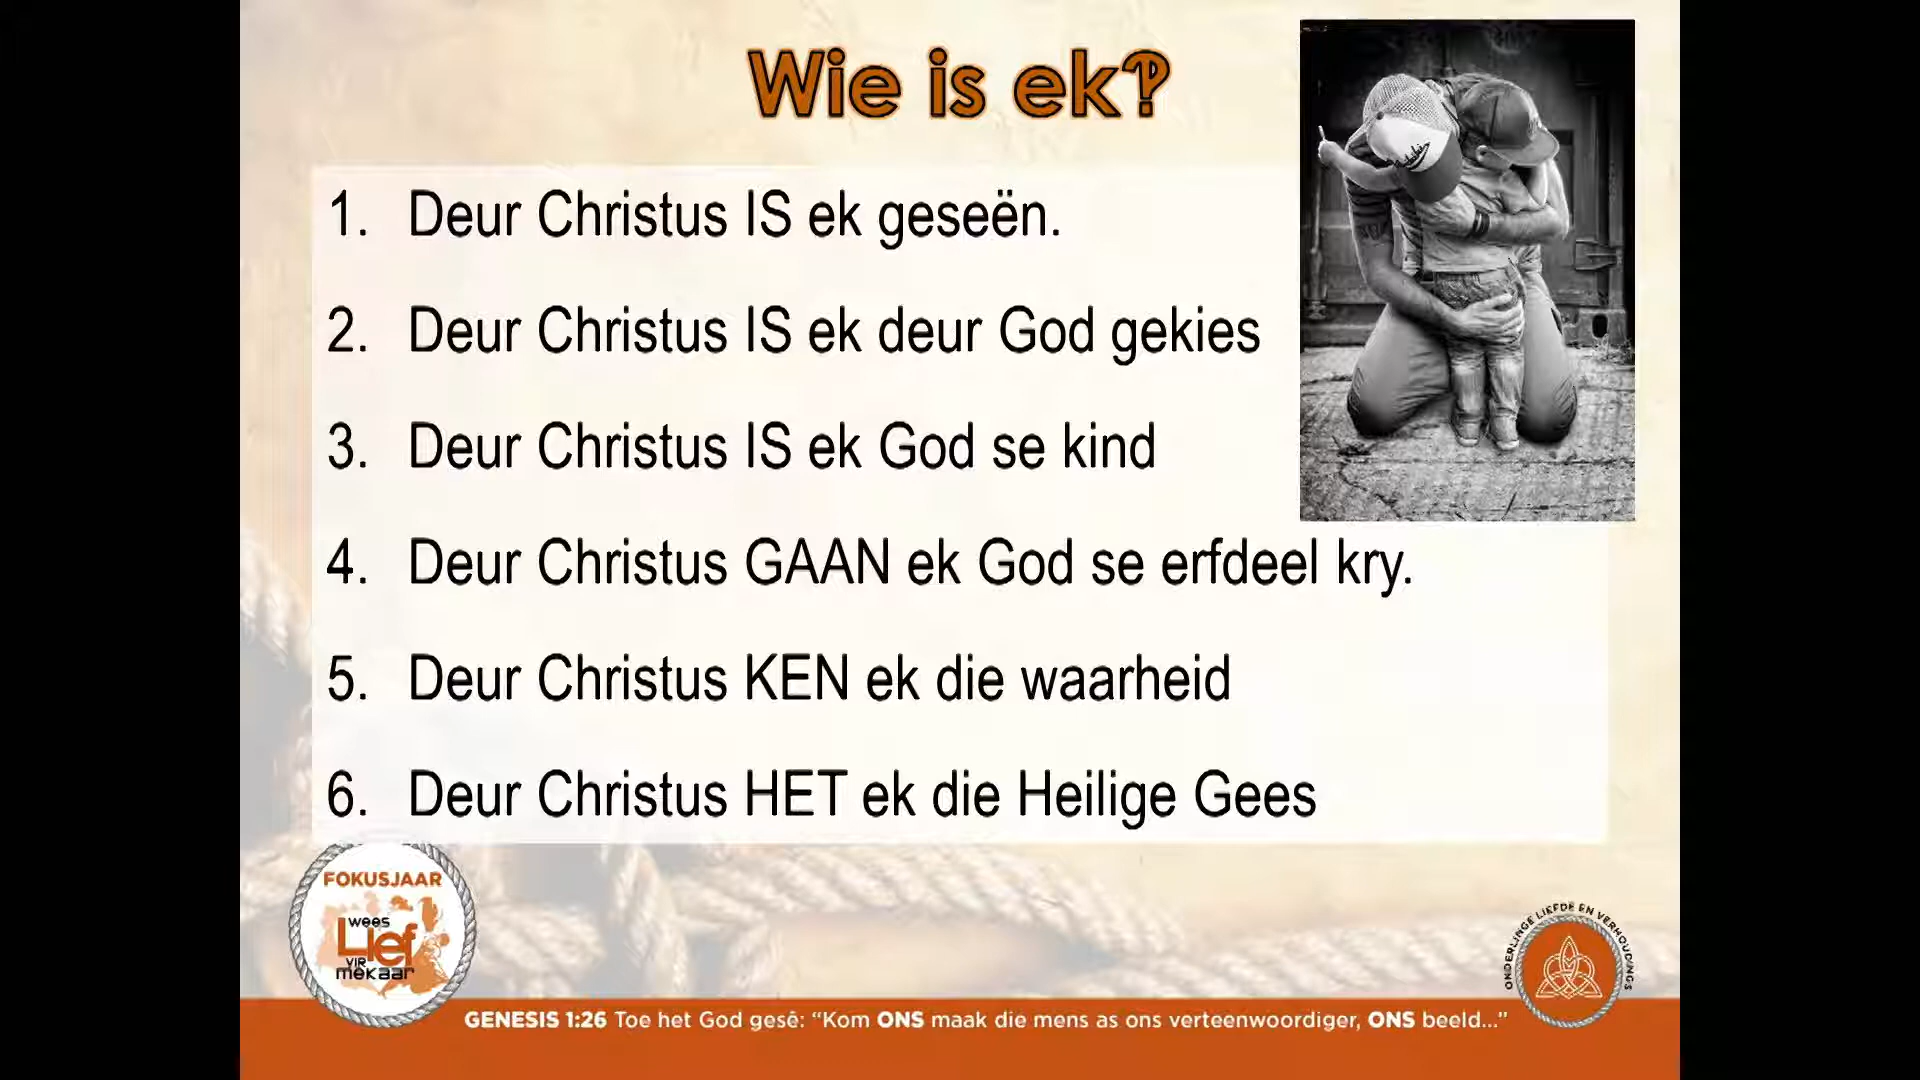 Wie is ek?
1. Deur Christus IS ek geseën.
2. Deur Christus IS ek deur God gekies
3. Deur Christus IS ek God se kind
4. Deur Christus GAAN ek God se erfdeel kry.
5. Deur Christus KEN ek die waarheid
6. Deur Christus HET ek die Heilige Gees
FOKUSJAAR
wees
Lief
VIR
mekaar
ONDERLINGE LIEFDE EN VERHOUDINGS
GENESIS 1:26 Toe het God gesê: “Kom ONS maak die mens as ons verteenwoordiger, ONS beeld...”